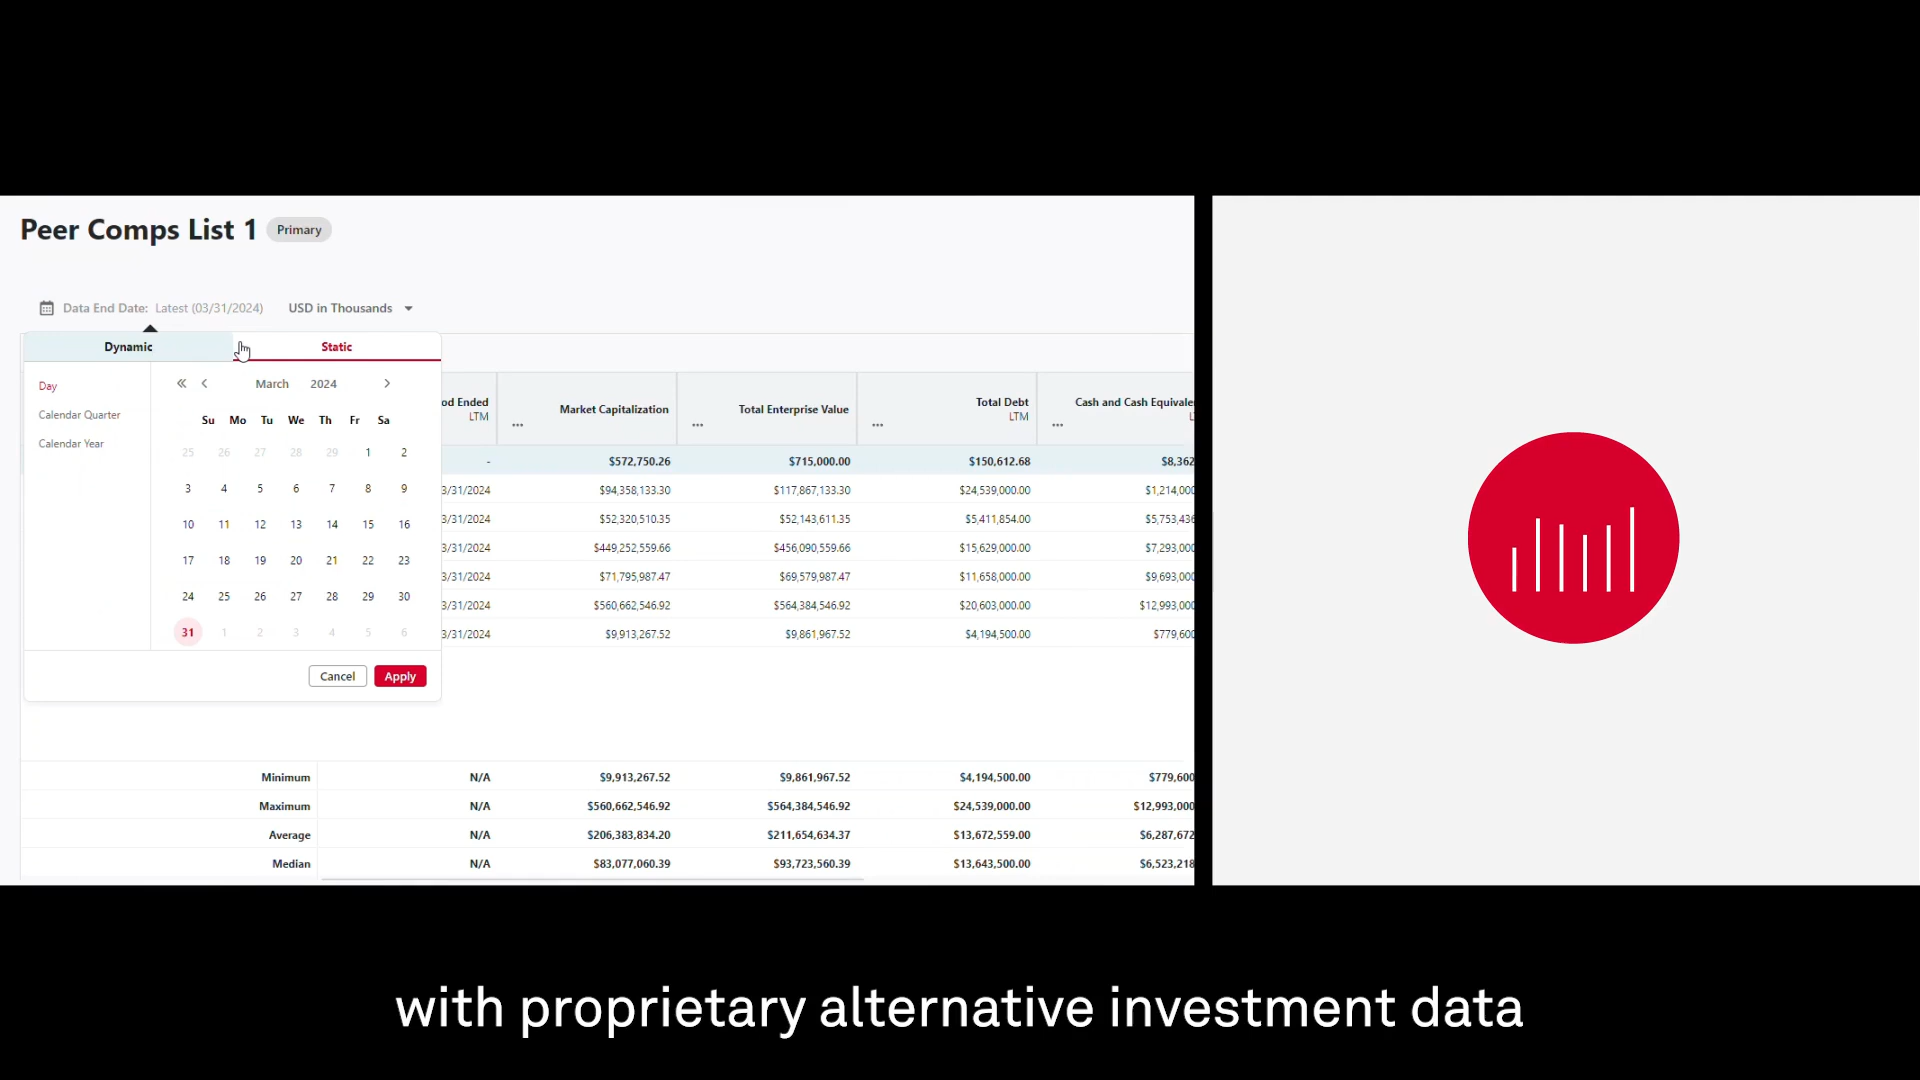 Peer Comps List 1 Primary
Data End Date: Latest (03/31/2024) USD in Thousands
Dynamic Static
Day
Calendar Quarter
Calendar Year
March 2024
Su Mo Tu We Th Fr Sa
25 26 27 28 29 1 2
3 4 5 6 7 8 9
10 11 12 13 14 15 16
17 18 19 20 21 22 23
24 25 26 27 28 29 30
31 1 2 3 4 5 6
Cancel Apply
od Ended Market Capitalization Total Enterprise Value Total Debt Cash and Cash Equivale
LTM ... ... ... LTM ...
- $572,750.26 $715,000.00 $150,612.68 $8,362
3/31/2024 $94,358,133.30 $117,867,133.30 $24,539,000.00 $1,214,000
3/31/2024 $52,320,510.35 $52,143,611.35 $5,411,854.00 $5,753,436
3/31/2024 $449,252,559.66 $456,090,559.66 $15,629,000.00 $7,293,000
3/31/2024 $71,795,987.47 $69,579,987.47 $11,658,000.00 $9,693,000
3/31/2024 $560,662,546.92 $564,384,546.92 $20,603,000.00 $12,993,000
3/31/2024 $9,913,267.52 $9,861,967.52 $4,194,500.00 $779,600
Minimum N/A $9,913,267.52 $9,861,967.52 $4,194,500.00 $779,600
Maximum N/A $560,662,546.92 $564,384,546.92 $24,539,000.00 $12,993,000
Average N/A $206,383,834.20 $211,654,634.37 $13,672,559.00 $6,287,672
Median N/A $83,077,060.39 $93,723,560.39 $13,643,500.00 $6,523,218
with proprietary alternative investment data